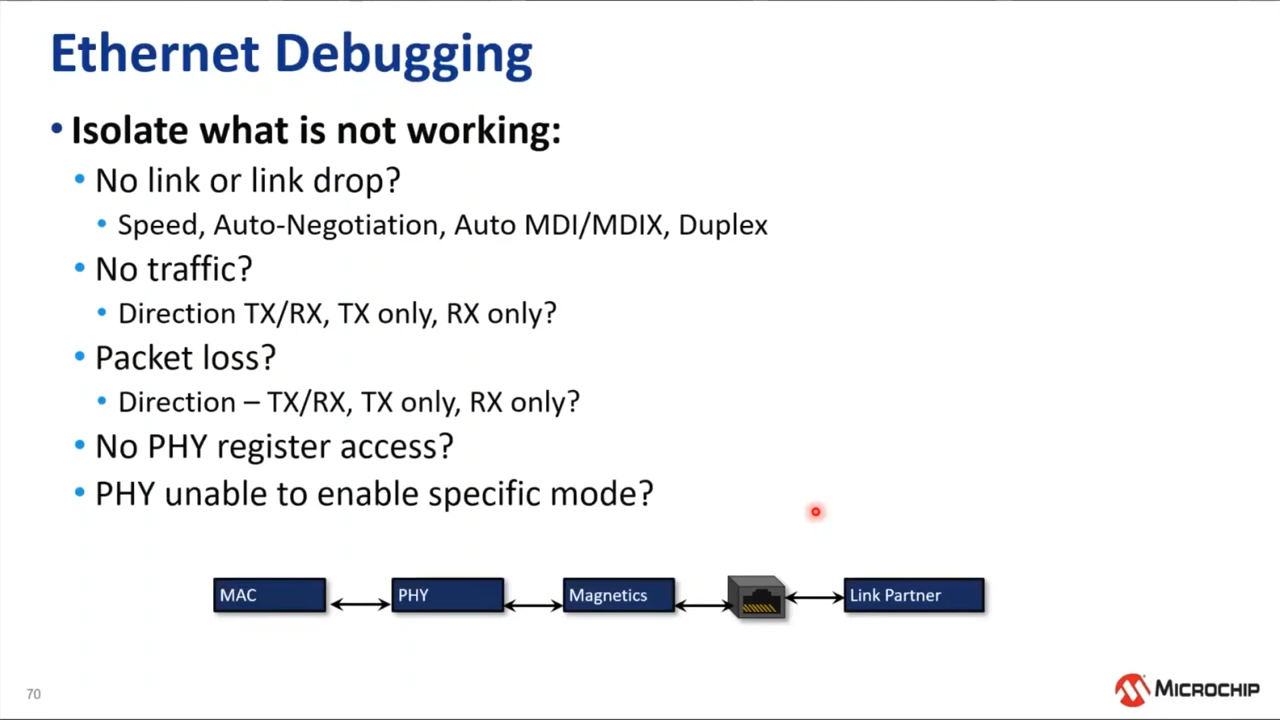 Ethernet Debugging
• Isolate what is not working:
• No link or link drop?
• Speed, Auto-Negotiation, Auto MDI/MDIX, Duplex
• No traffic?
• Direction TX/RX, TX only, RX only?
• Packet loss?
• Direction – TX/RX, TX only, RX only?
• No PHY register access?
• PHY unable to enable specific mode?
MAC
PHY
Magnetics
Link Partner
70
MICROCHIP